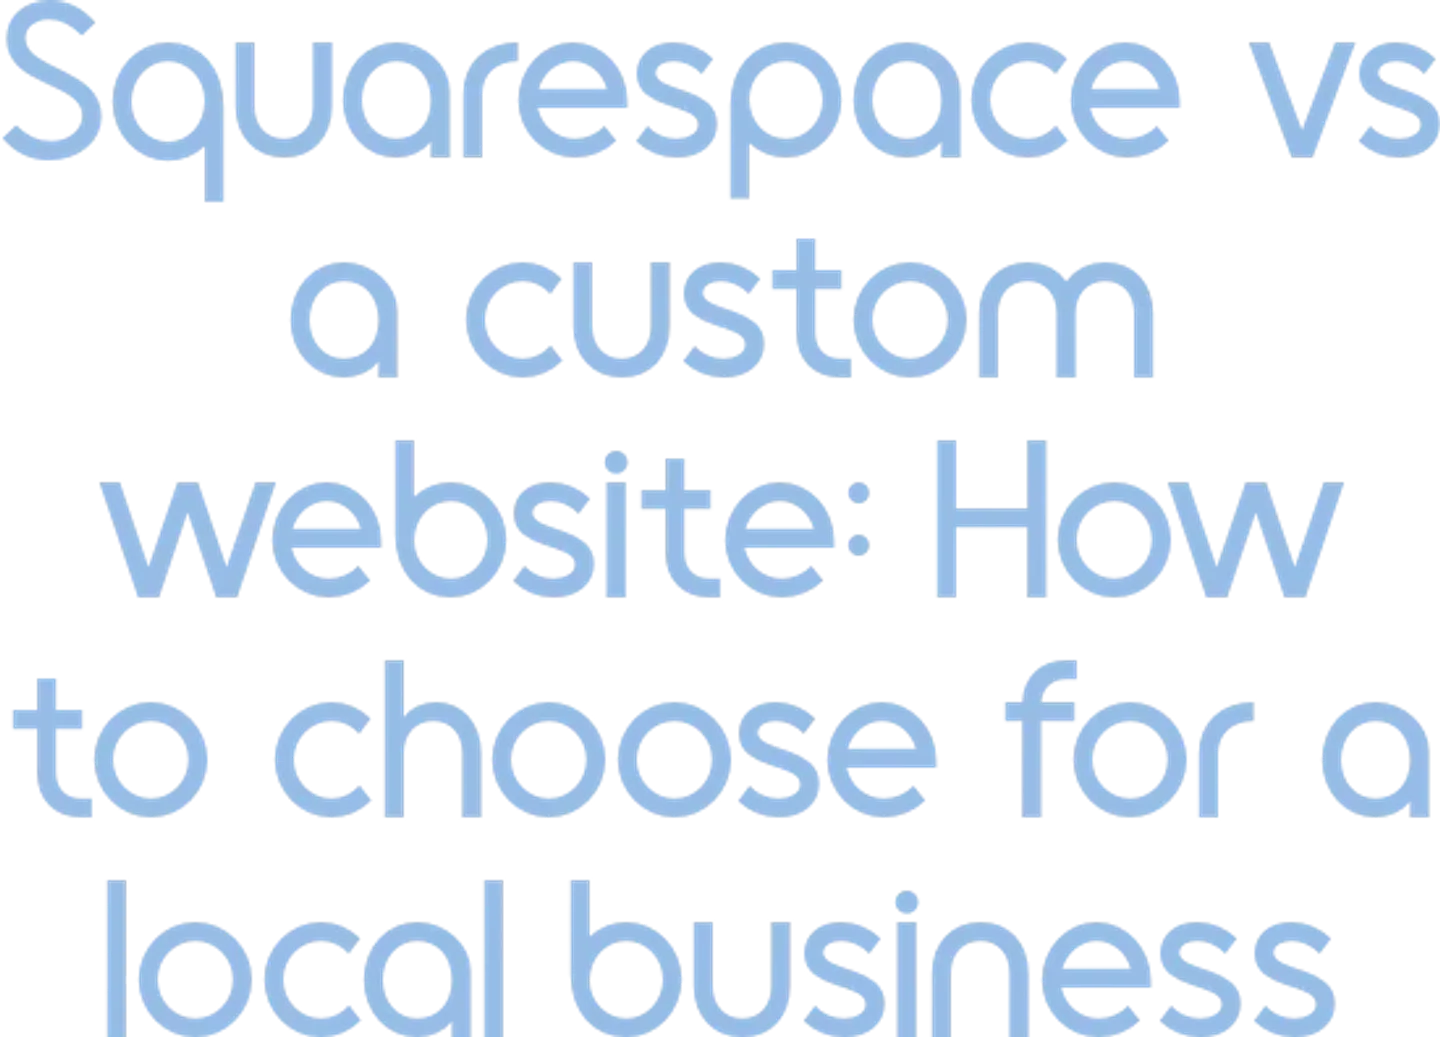 Squarespace vs
a custom
website: How
to choose for a
local business